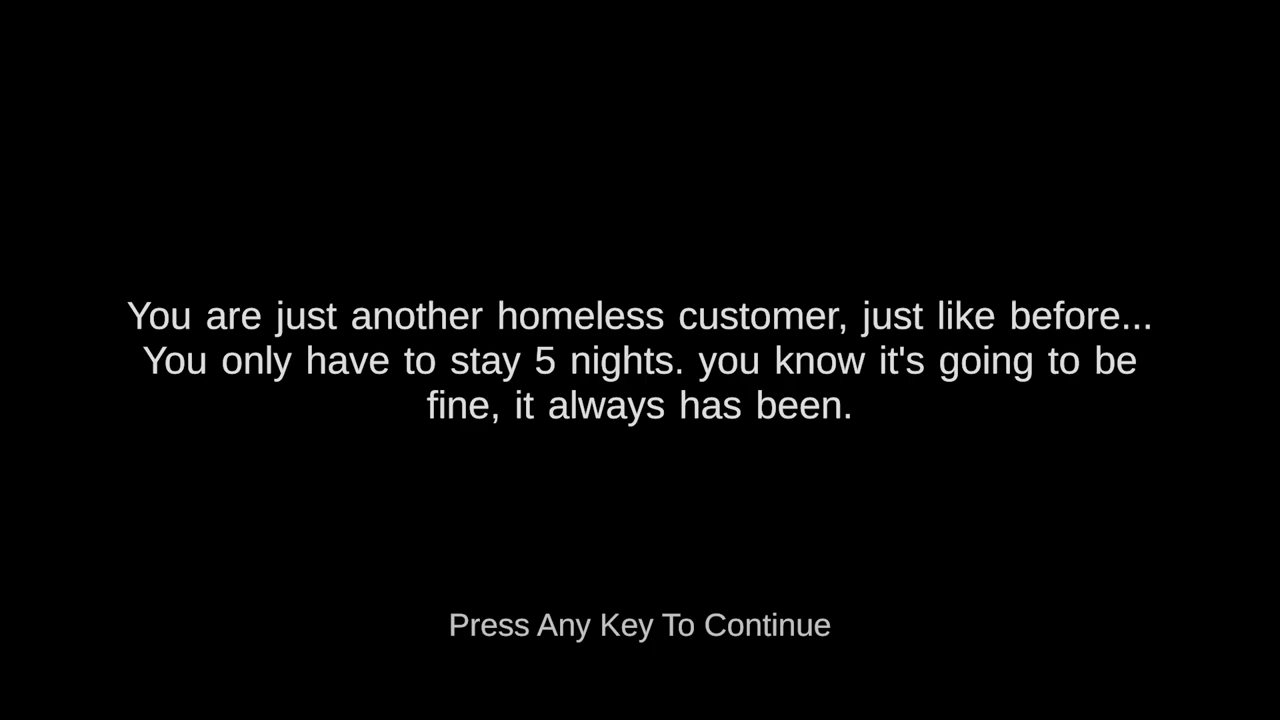 You are just another homeless customer, just like before...
You only have to stay 5 nights. you know it's going to be
fine, it always has been.
Press Any Key To Continue